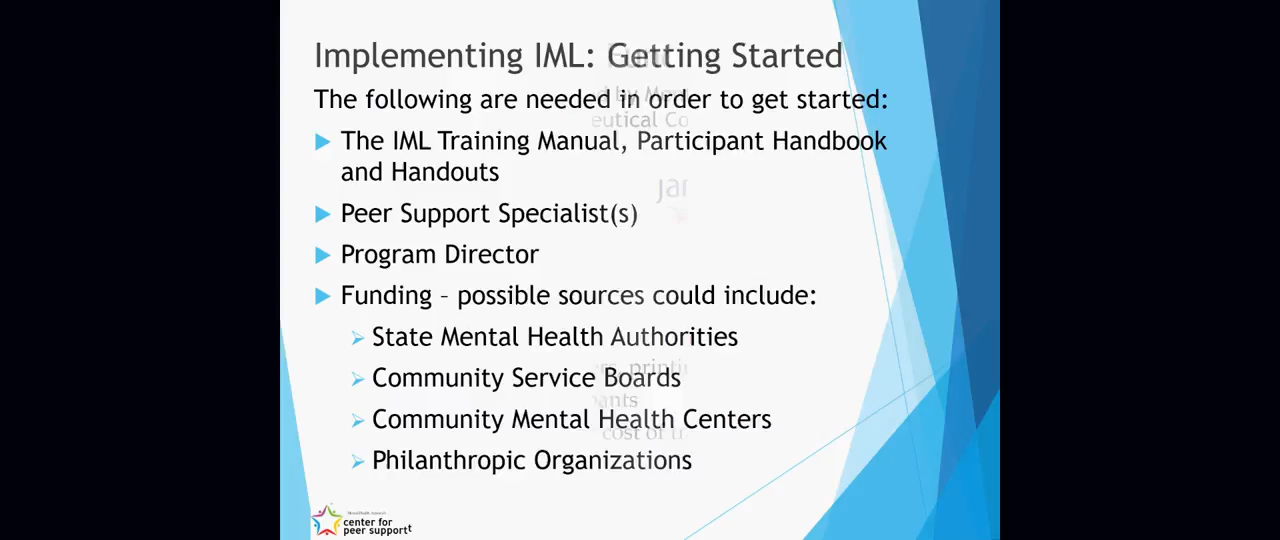 Implementing IML: Getting Started
The following are needed in order to get started:
The IML Training Manual, Participant Handbook
and Handouts
Peer Support Specialist(s)
Program Director
Funding – possible sources could include:
State Mental Health Authorities
Community Service Boards
Community Mental Health Centers
Philanthropic Organizations
center for
peer support